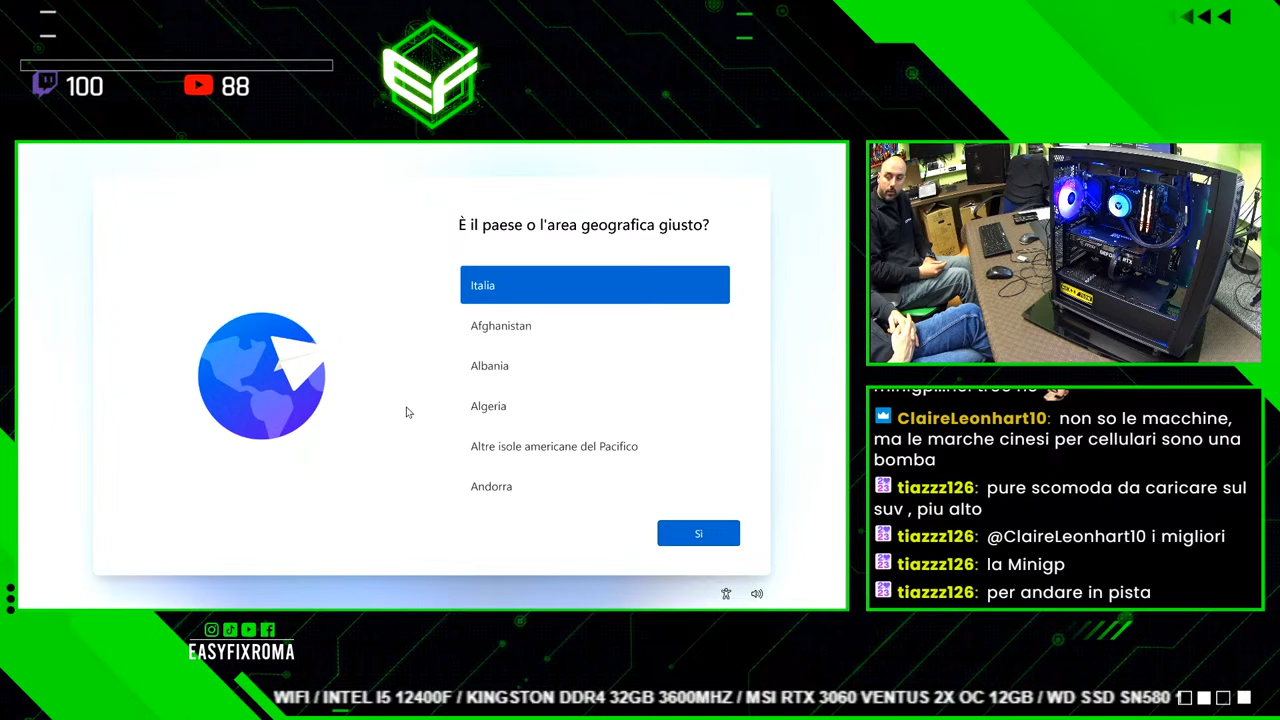 100
88
EF
È il paese o l'area geografica giusto?
Italia
Afghanistan
Albania
Algeria
Altre isole americane del Pacifico
Andorra
Sì
GEFORCE RTX
ClaireLeonhart10: non so le macchine,
ma le marche cinesi per cellulari sono una
bomba
tiazzz126: pure scomoda da caricare sul
suv , piu alto
tiazzz126: @ClaireLeonhart10 i migliori
tiazzz126: la Minigp
tiazzz126: per andare in pista
EASYFIXROMA
WIFI / INTEL I5 12400F / KINGSTON DDR4 32GB 3600MHZ / MSI RTX 3060 VENTUS 2X OC 12GB / WD SSD SN580